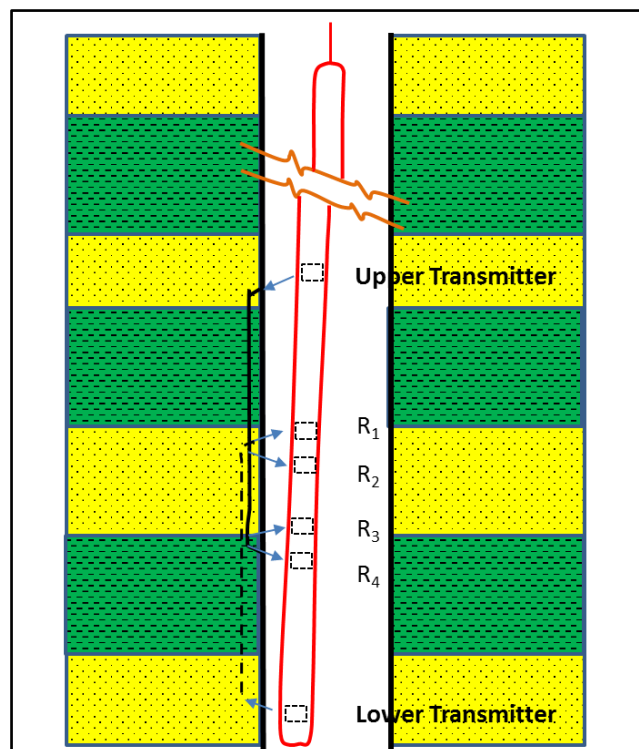 Upper Transmitter
R₁
R₂
R₃
R₄
Lower Transmitter